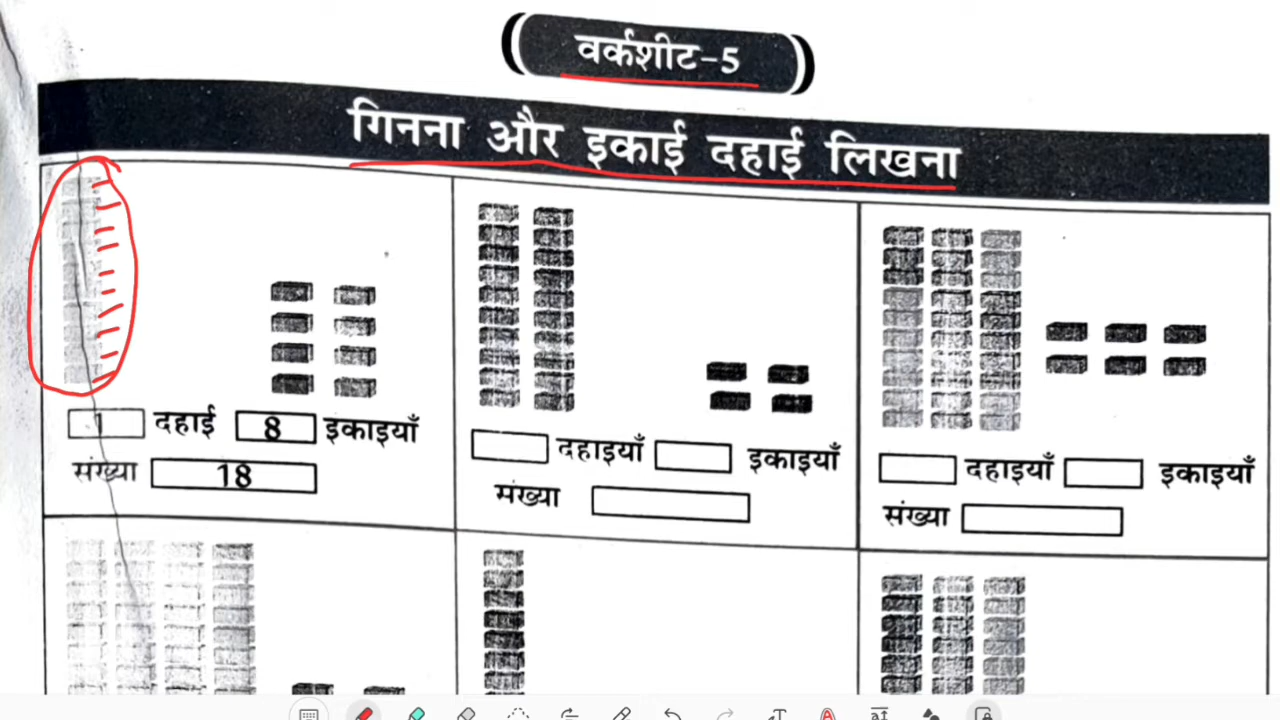 वर्कशीट-5
गिनना और इकाई दहाई लिखना
1 दहाई 8 इकाइयाँ
संख्या 18
दहाइयाँ इकाइयाँ
संख्या
दहाइयाँ इकाइयाँ
संख्या